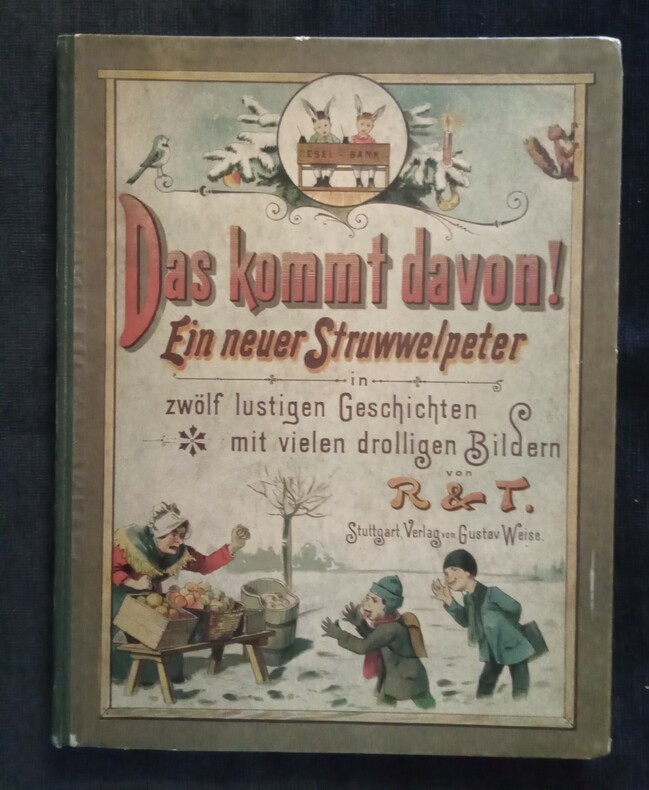 ESEL BANK
Das kommt davon!
Ein neuer Struwwelpeter
in
zwölf lustigen Geschichten
mit vielen drolligen Bildern
von
R & T.
Stuttgart, Verlag von Gustav Weise.